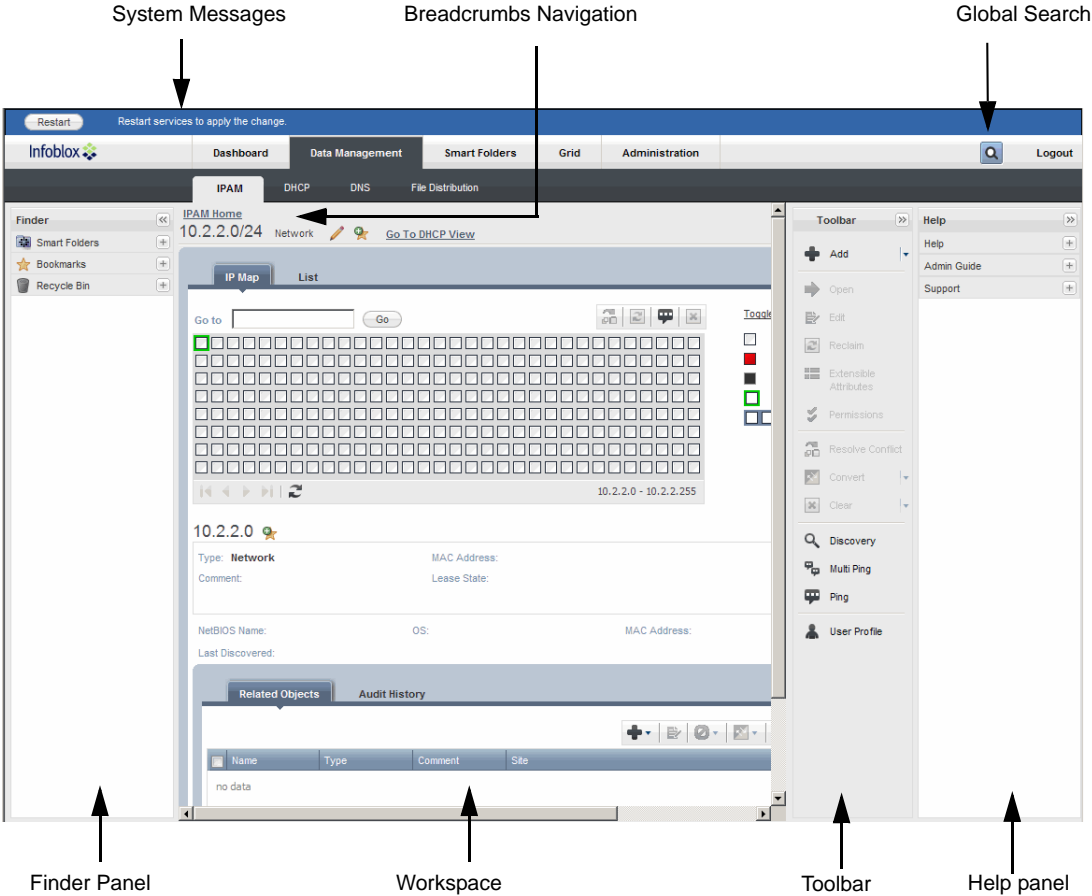 System Messages
Breadcrumbs Navigation
Global Search
Restart
Restart services to apply the change.
Infoblox
Dashboard
Data Management
Smart Folders
Grid
Administration
Logout
IPAM
DHCP
DNS
File Distribution
Finder
Smart Folders
Bookmarks
Recycle Bin
IPAM Home
10.2.2.0/24 Network
Go To DHCP View
IP Map
List
Go to
Go
Toggle
10.2.2.0 - 10.2.2.255
10.2.2.0
Type: Network
MAC Address:
Comment:
Lease State:
NetBIOS Name:
OS:
MAC Address:
Last Discovered:
Related Objects
Audit History
Name
Type
Comment
Site
no data
Toolbar
Add
Open
Edit
Reclaim
Extensible
Attributes
Permissions
Resolve Conflict
Convert
Clear
Discovery
Multi Ping
Ping
User Profile
Help
Help
Admin Guide
Support
Finder Panel
Workspace
Toolbar
Help panel